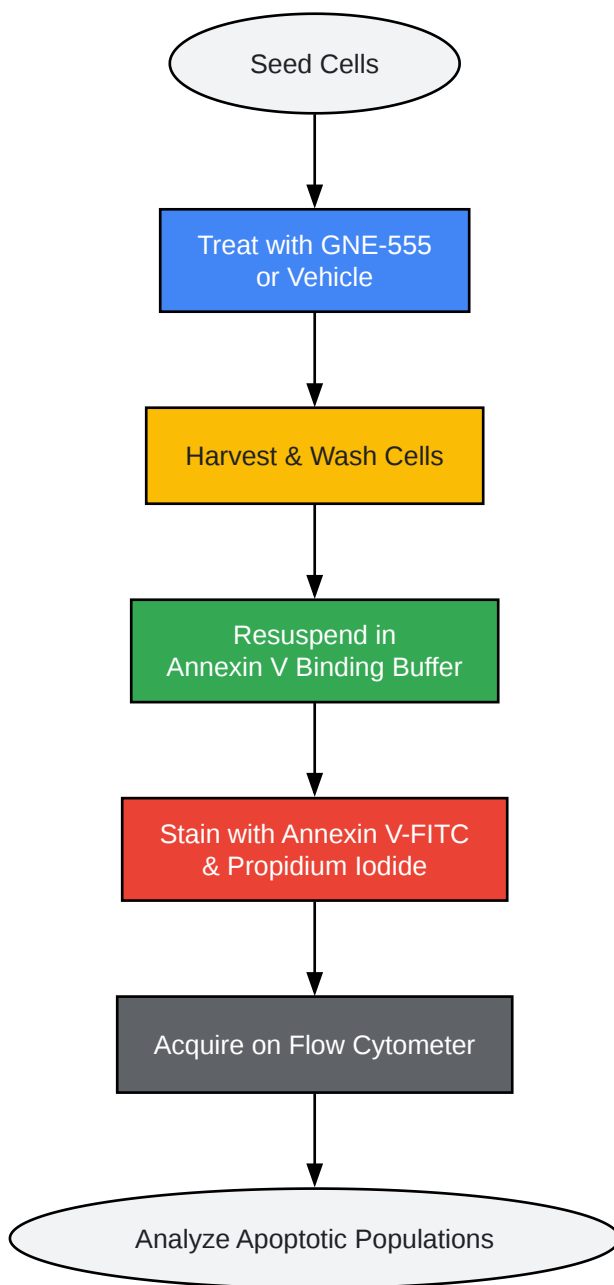 Seed Cells
Treat with GNE-555
or Vehicle
Harvest & Wash Cells
Resuspend in
Annexin V Binding Buffer
Stain with Annexin V-FITC
& Propidium Iodide
Acquire on Flow Cytometer
Analyze Apoptotic Populations